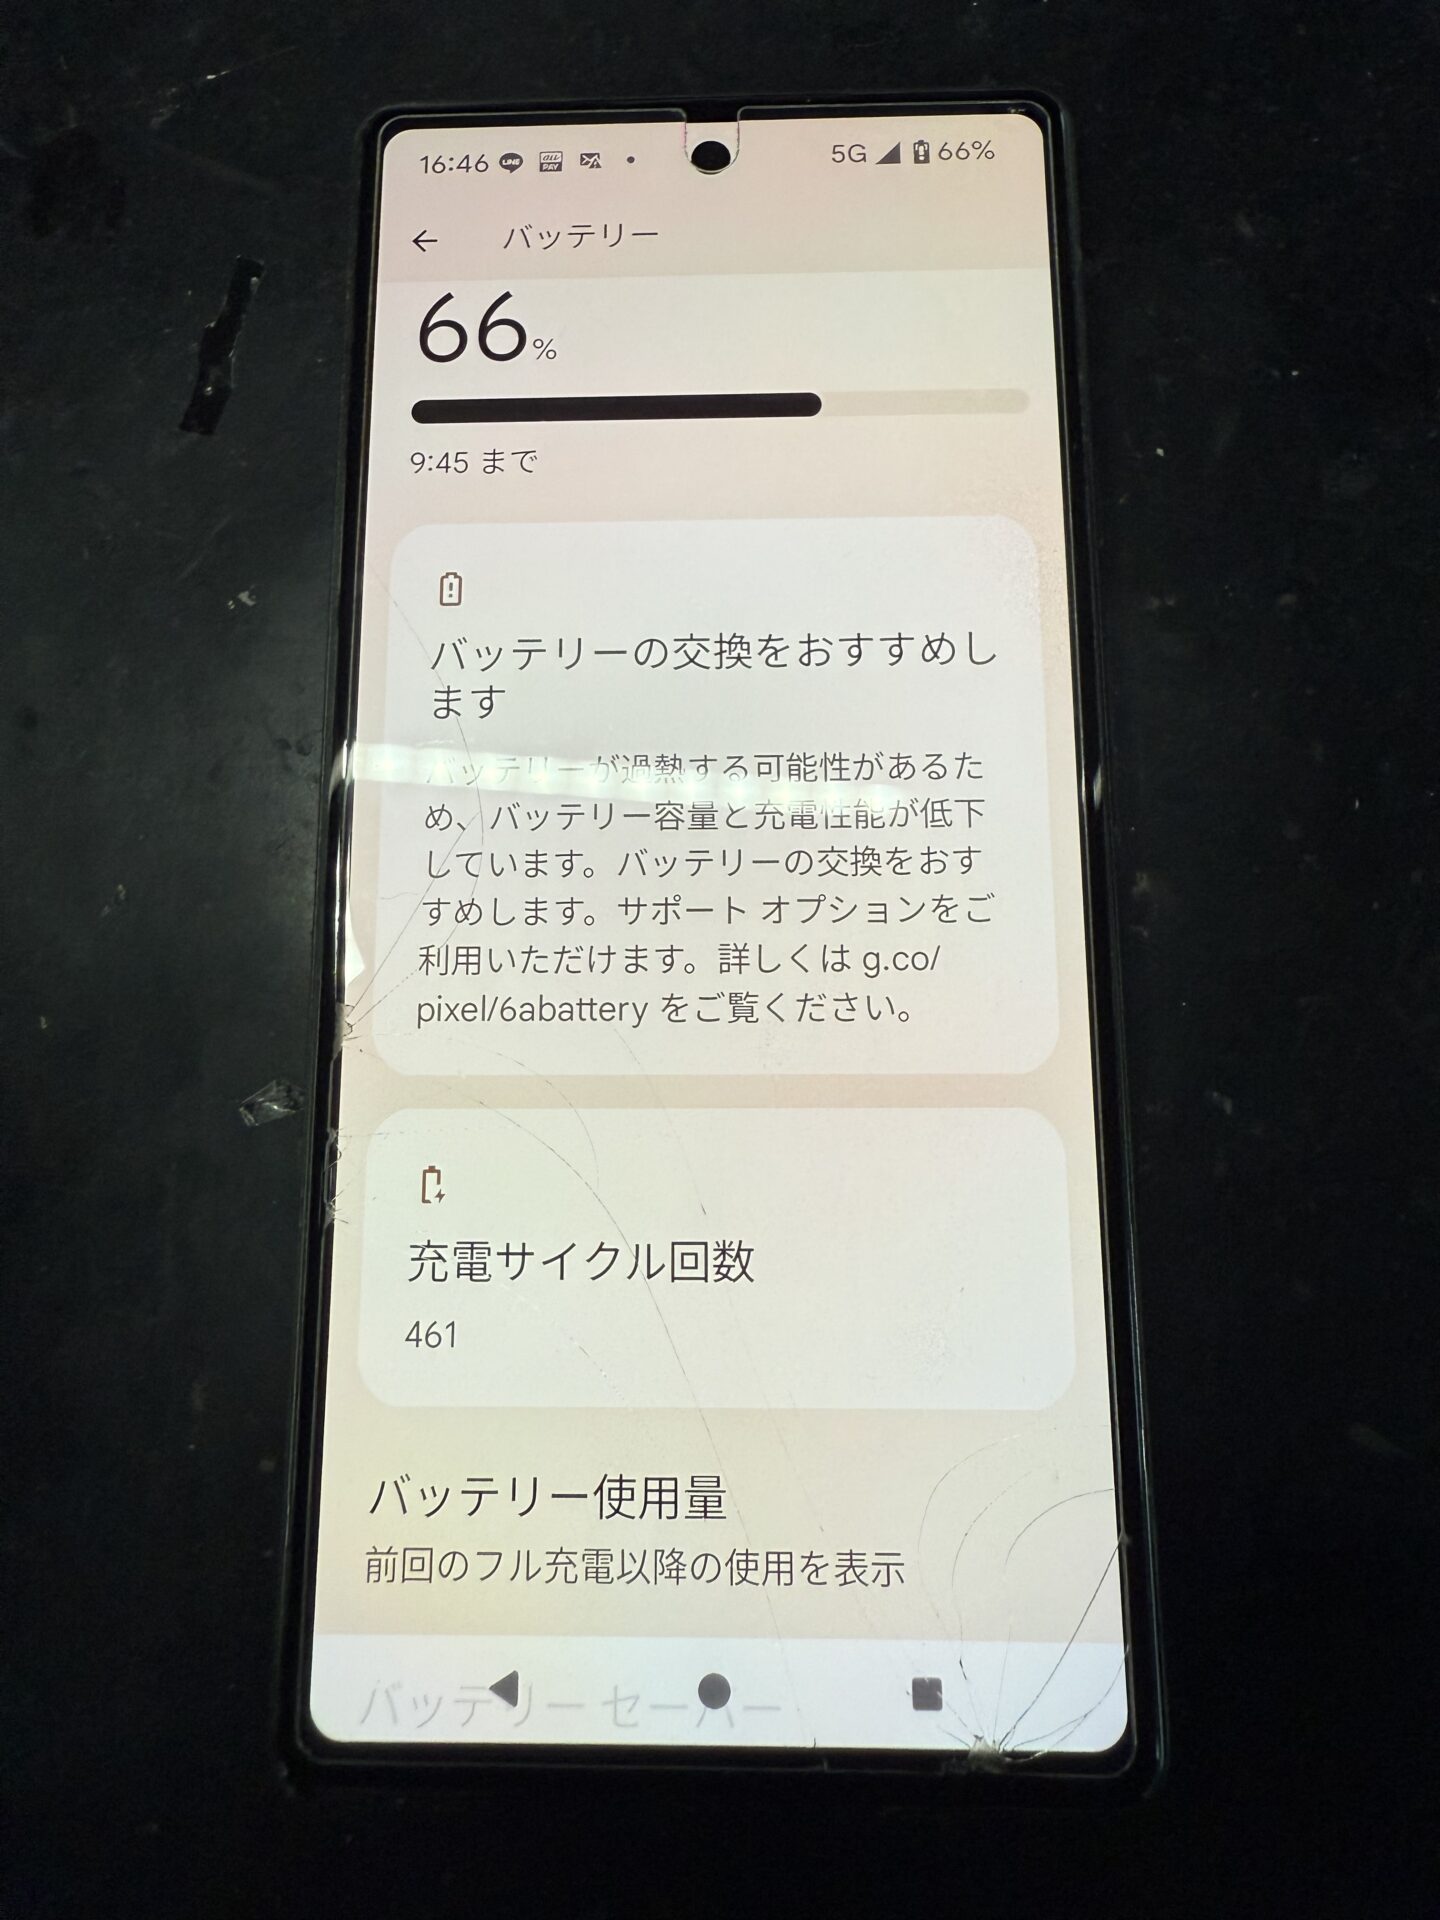 16:46 LINE PAY 5G 66%
バッテリー
66%
9:45 まで
バッテリーの交換をおすすめし
ます
バッテリーが過熱する可能性があるた
め、バッテリー容量と充電性能が低下
しています。バッテリーの交換をおす
すめします。サポート オプションをご
利用いただけます。詳しくは g.co/
pixel/6abattery をご覧ください。
充電サイクル回数
461
バッテリー使用量
前回のフル充電以降の使用を表示
バッテリー セーバー